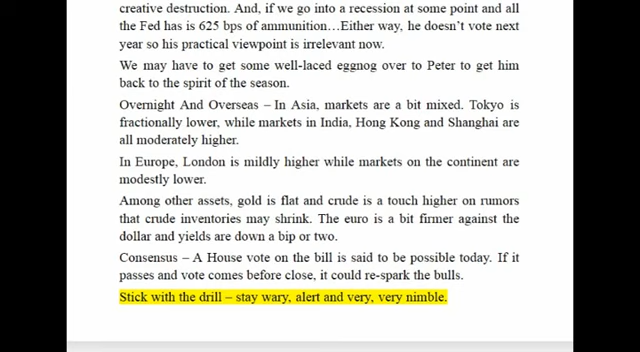 creative destruction. And, if we go into a recession at some point and all
the Fed has is 625 bps of ammunition…Either way, he doesn't vote next
year so his practical viewpoint is irrelevant now.
We may have to get some well-laced eggnog over to Peter to get him
back to the spirit of the season.
Overnight And Overseas – In Asia, markets are a bit mixed. Tokyo is
fractionally lower, while markets in India, Hong Kong and Shanghai are
all moderately higher.
In Europe, London is mildly higher while markets on the continent are
modestly lower.
Among other assets, gold is flat and crude is a touch higher on rumors
that crude inventories may shrink. The euro is a bit firmer against the
dollar and yields are down a bip or two.
Consensus – A House vote on the bill is said to be possible today. If it
passes and vote comes before close, it could re-spark the bulls.
Stick with the drill – stay wary, alert and very, very nimble.